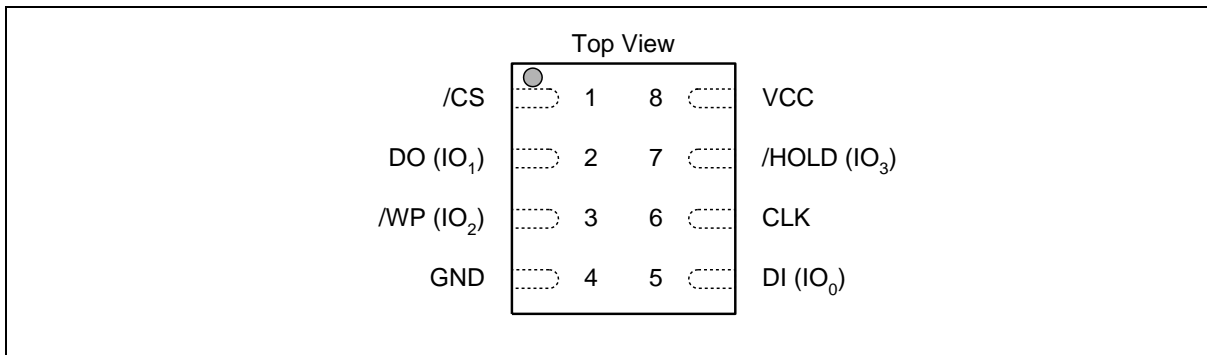 Top View
/CS 1 8 VCC
DO (IO₁) 2 7 /HOLD (IO₃)
/WP (IO₂) 3 6 CLK
GND 4 5 DI (IO₀)